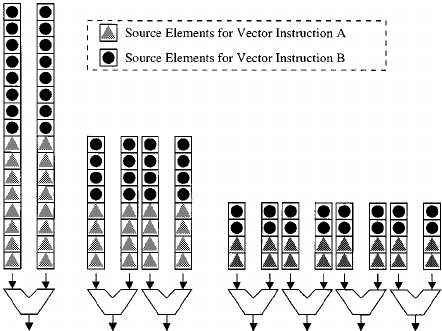 Source Elements for Vector Instruction A
Source Elements for Vector Instruction B